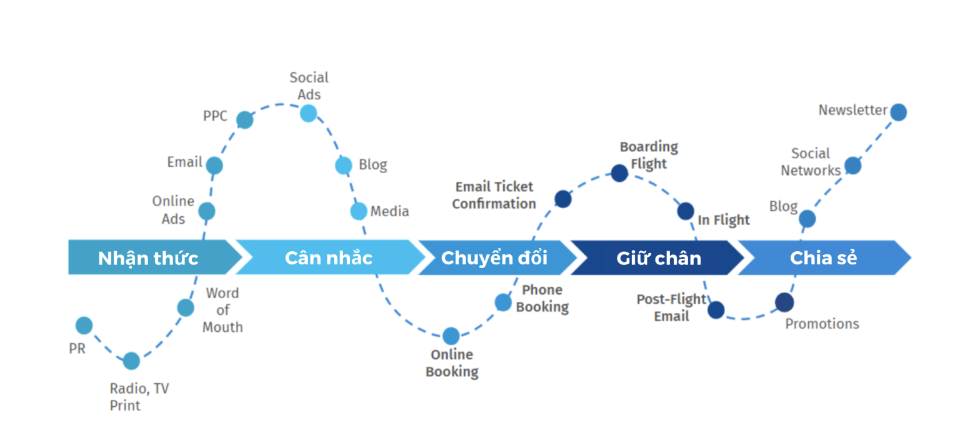 Social
Ads
PPC
Email
Blog
Online
Ads
Media
Boarding
Flight
Email Ticket
Confirmation
In Flight
Newsletter
Social
Networks
Blog
Nhận thức
Cân nhắc
Chuyển đổi
Giữ chân
Chia sẻ
PR
Radio, TV
Print
Word
of
Mouth
Online
Booking
Phone
Booking
Post-Flight
Email
Promotions